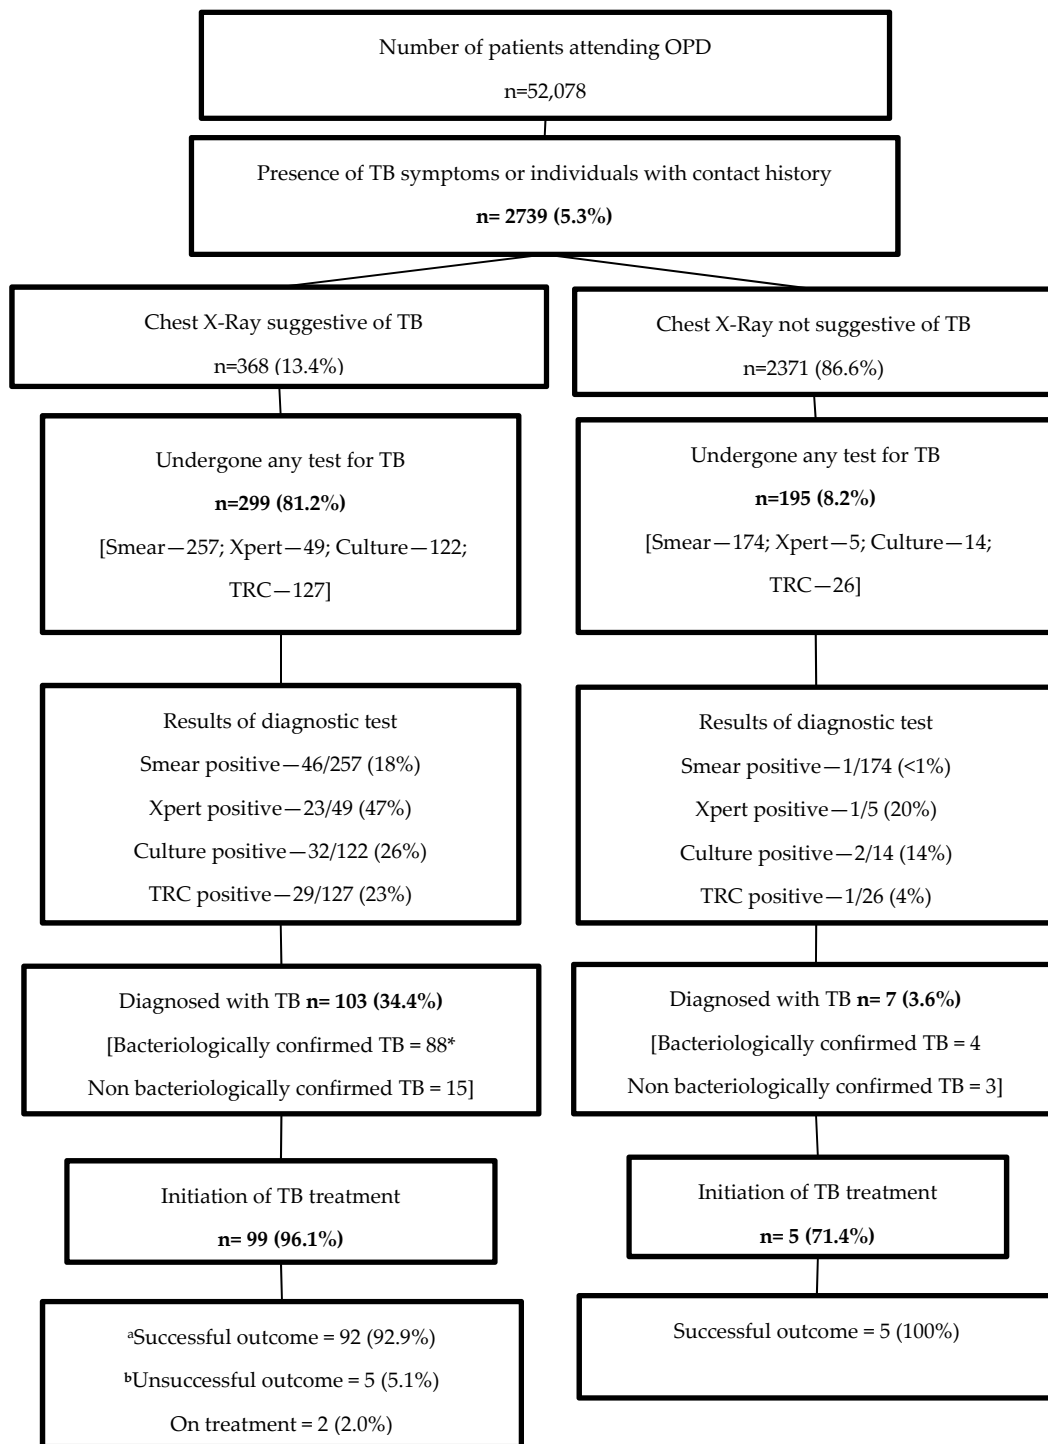 Number of patients attending OPD
n=52,078
Presence of TB symptoms or individuals with contact history
n= 2739 (5.3%)
Chest X-Ray suggestive of TB
n=368 (13.4%)
Chest X-Ray not suggestive of TB
n=2371 (86.6%)
Undergone any test for TB
n=299 (81.2%)
[Smear—257; Xpert—49; Culture—122;
TRC—127]
Undergone any test for TB
n=195 (8.2%)
[Smear—174; Xpert—5; Culture—14;
TRC—26]
Results of diagnostic test
Smear positive—46/257 (18%)
Xpert positive—23/49 (47%)
Culture positive—32/122 (26%)
TRC positive—29/127 (23%)
Results of diagnostic test
Smear positive—1/174 (<1%)
Xpert positive—1/5 (20%)
Culture positive—2/14 (14%)
TRC positive—1/26 (4%)
Diagnosed with TB n= 103 (34.4%)
[Bacteriologically confirmed TB = 88*
Non bacteriologically confirmed TB = 15]
Diagnosed with TB n= 7 (3.6%)
[Bacteriologically confirmed TB = 4
Non bacteriologically confirmed TB = 3]
Initiation of TB treatment
n= 99 (96.1%)
Initiation of TB treatment
n= 5 (71.4%)
ᵃSuccessful outcome = 92 (92.9%)
ᵇUnsuccessful outcome = 5 (5.1%)
On treatment = 2 (2.0%)
Successful outcome = 5 (100%)